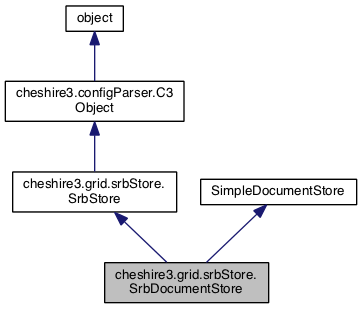 object
cheshire3.configParser.C3
Object
cheshire3.grid.srbStore.
SrbStore
SimpleDocumentStore
cheshire3.grid.srbStore.
SrbDocumentStore